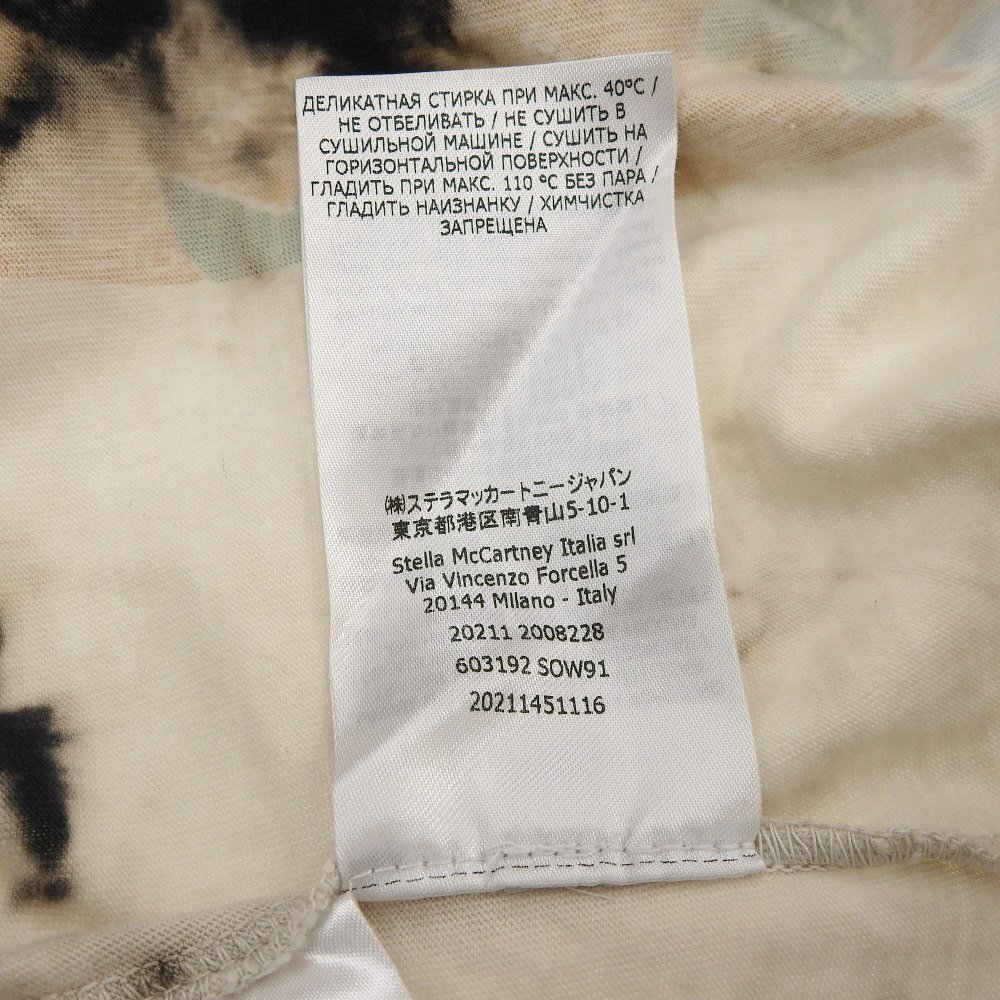 ДЕЛИКАТНАЯ СТИРКА ПРИ МАКС. 40°C /
НЕ ОТБЕЛИВАТЬ / НЕ СУШИТЬ В
СУШИЛЬНОЙ МАШИНЕ / СУШИТЬ НА
ГОРИЗОНТАЛЬНОЙ ПОВЕРХНОСТИ /
ГЛАДИТЬ ПРИ МАКС. 110 °C БЕЗ ПАРА /
ГЛАДИТЬ НАИЗНАНКУ / ХИМЧИСТКА
ЗАПРЕЩЕНА
㈱ステラマッカートニージャパン
東京都港区南青山5-10-1
Stella McCartney Italia srl
Via Vincenzo Forcella 5
20144 Milano - Italy
20211 2008228
603192 SOW91
20211451116